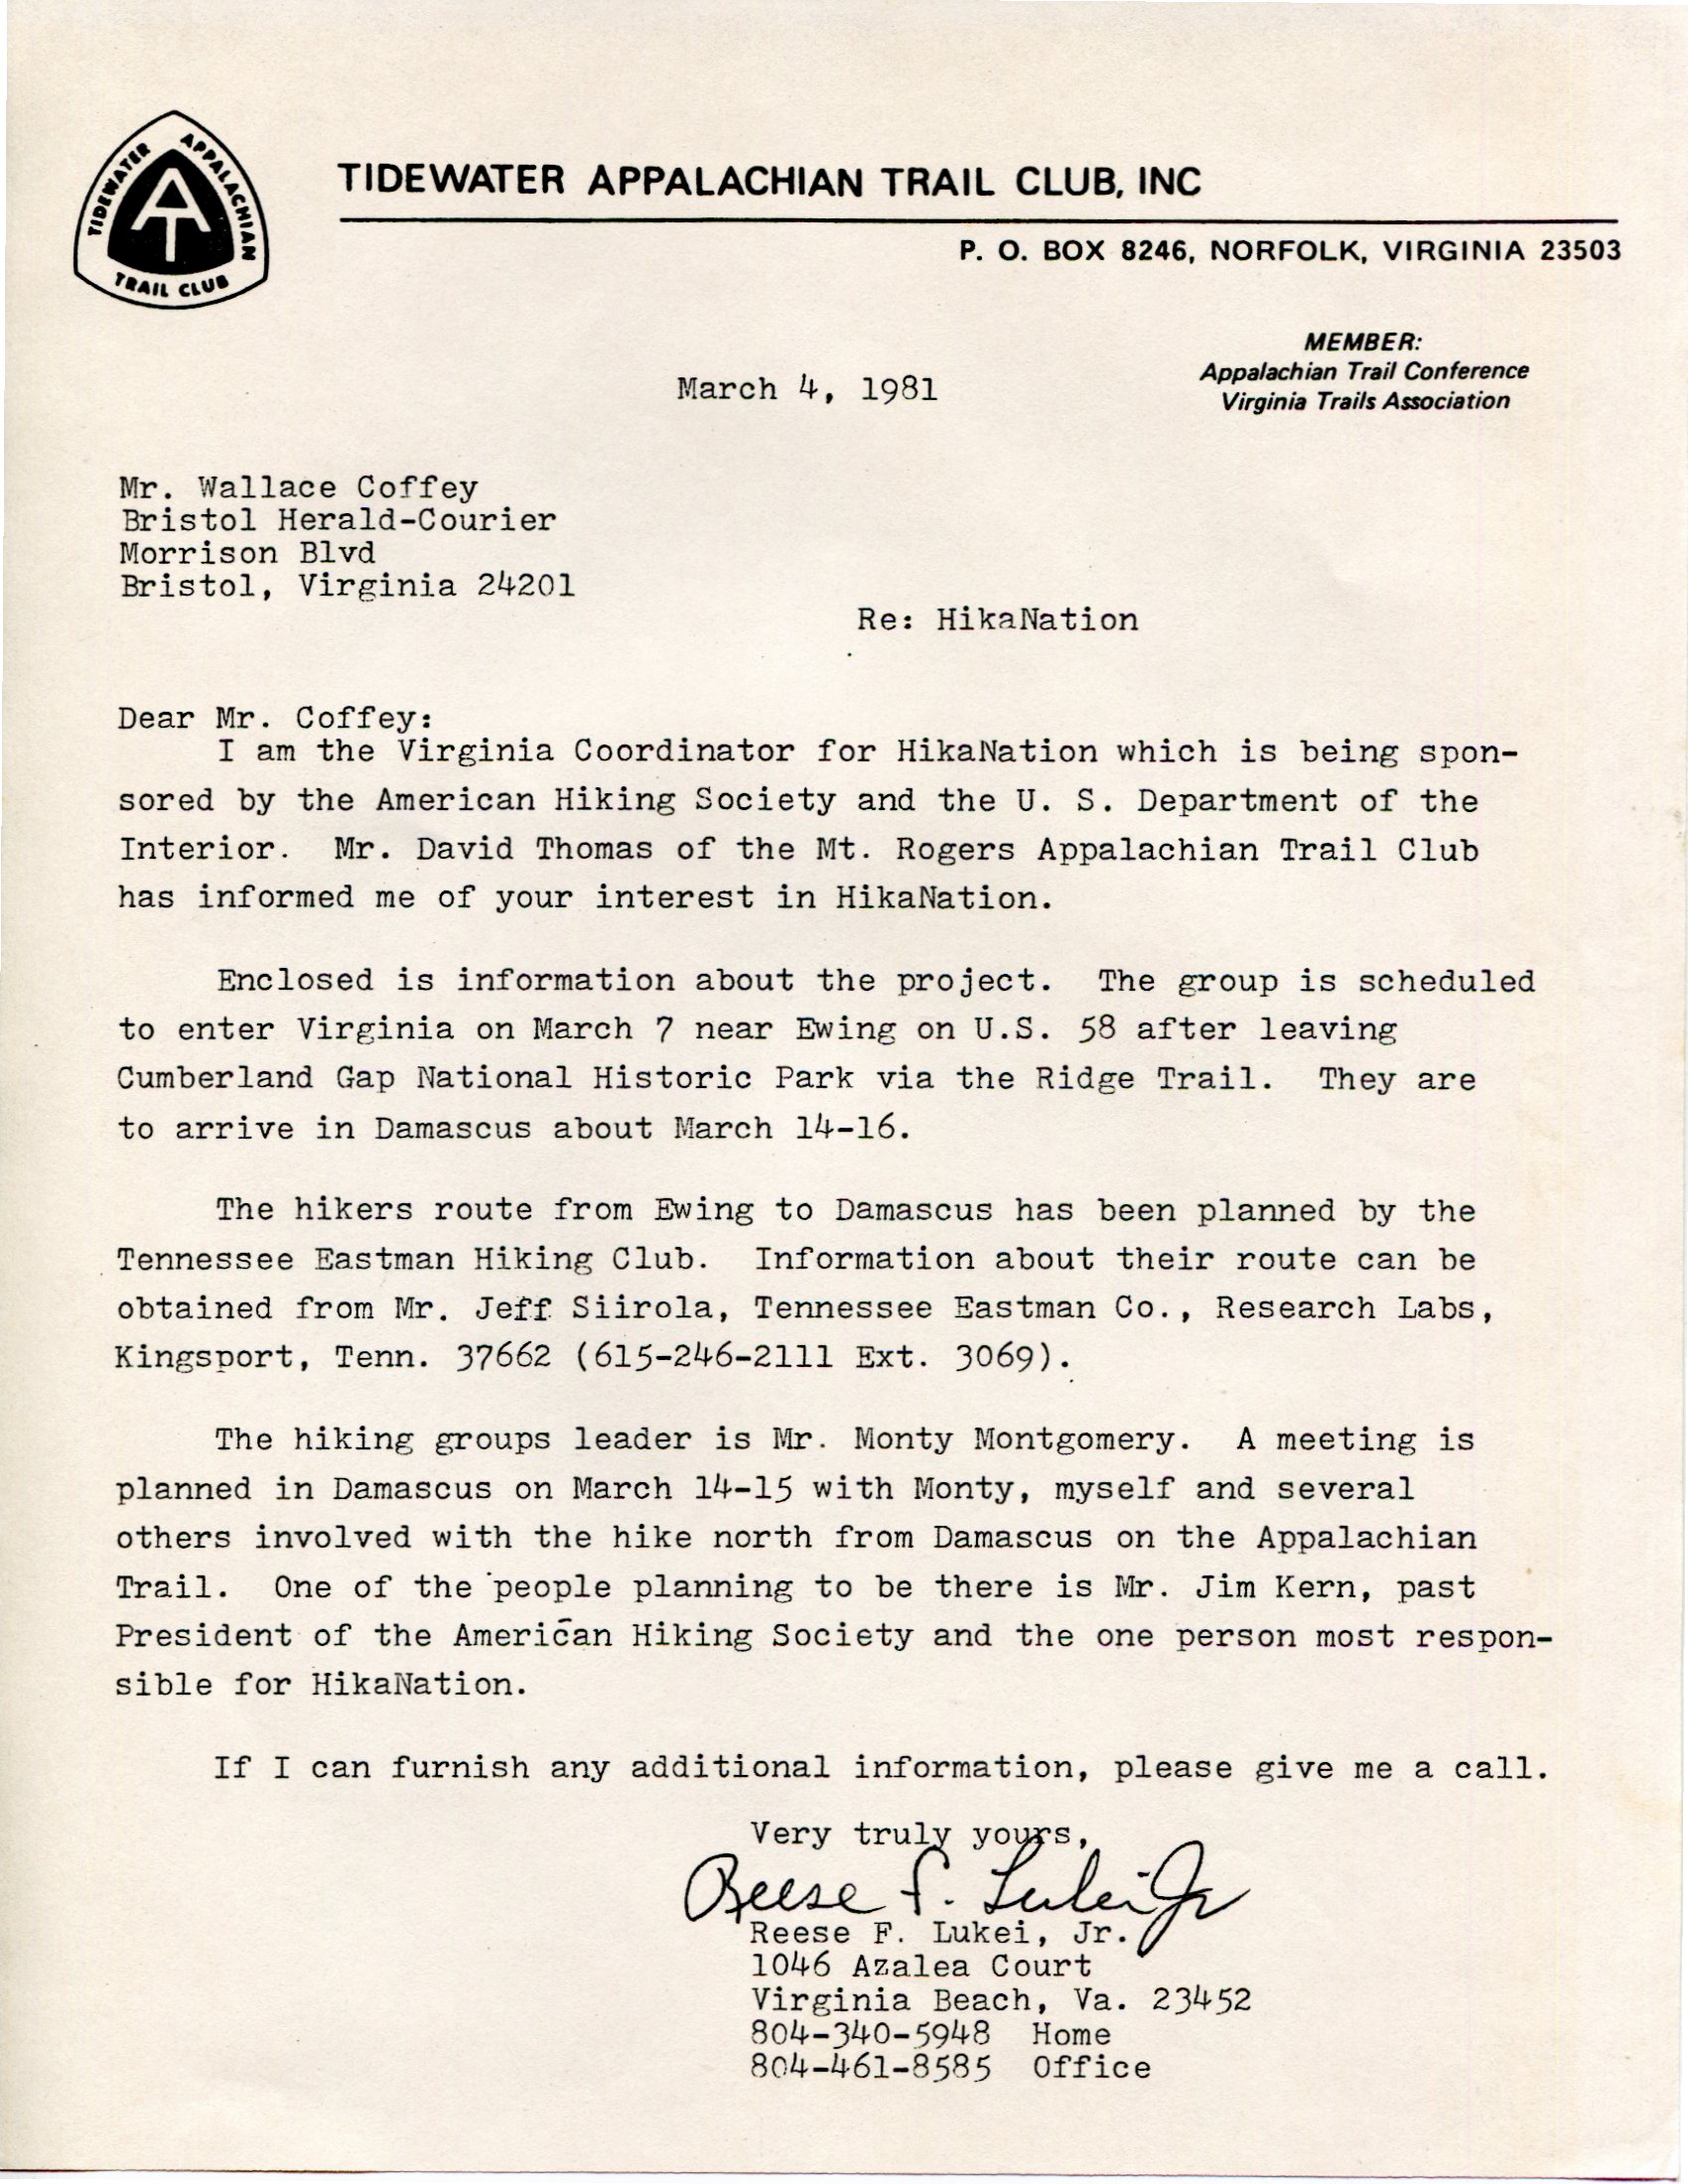 TIDEWATER APPALACHIAN TRAIL CLUB
AT
TIDEWATER APPALACHIAN TRAIL CLUB, INC
P. O. BOX 8246, NORFOLK, VIRGINIA 23503
MEMBER:
Appalachian Trail Conference
Virginia Trails Association
March 4, 1981
Mr. Wallace Coffey
Bristol Herald-Courier
Morrison Blvd
Bristol, Virginia 24201
Re: HikaNation
Dear Mr. Coffey:
I am the Virginia Coordinator for HikaNation which is being spon-
sored by the American Hiking Society and the U. S. Department of the
Interior. Mr. David Thomas of the Mt. Rogers Appalachian Trail Club
has informed me of your interest in HikaNation.
Enclosed is information about the project. The group is scheduled
to enter Virginia on March 7 near Ewing on U.S. 58 after leaving
Cumberland Gap National Historic Park via the Ridge Trail. They are
to arrive in Damascus about March 14-16.
The hikers route from Ewing to Damascus has been planned by the
Tennessee Eastman Hiking Club. Information about their route can be
obtained from Mr. Jeff Siirola, Tennessee Eastman Co., Research Labs,
Kingsport, Tenn. 37662 (615-246-2111 Ext. 3069).
The hiking groups leader is Mr. Monty Montgomery. A meeting is
planned in Damascus on March 14-15 with Monty, myself and several
others involved with the hike north from Damascus on the Appalachian
Trail. One of the people planning to be there is Mr. Jim Kern, past
President of the American Hiking Society and the one person most respon-
sible for HikaNation.
If I can furnish any additional information, please give me a call.
Very truly yours,
Reese F. Lukei Jr
Reese F. Lukei, Jr.
1046 Azalea Court
Virginia Beach, Va. 23452
804-340-5948 Home
804-461-8585 Office